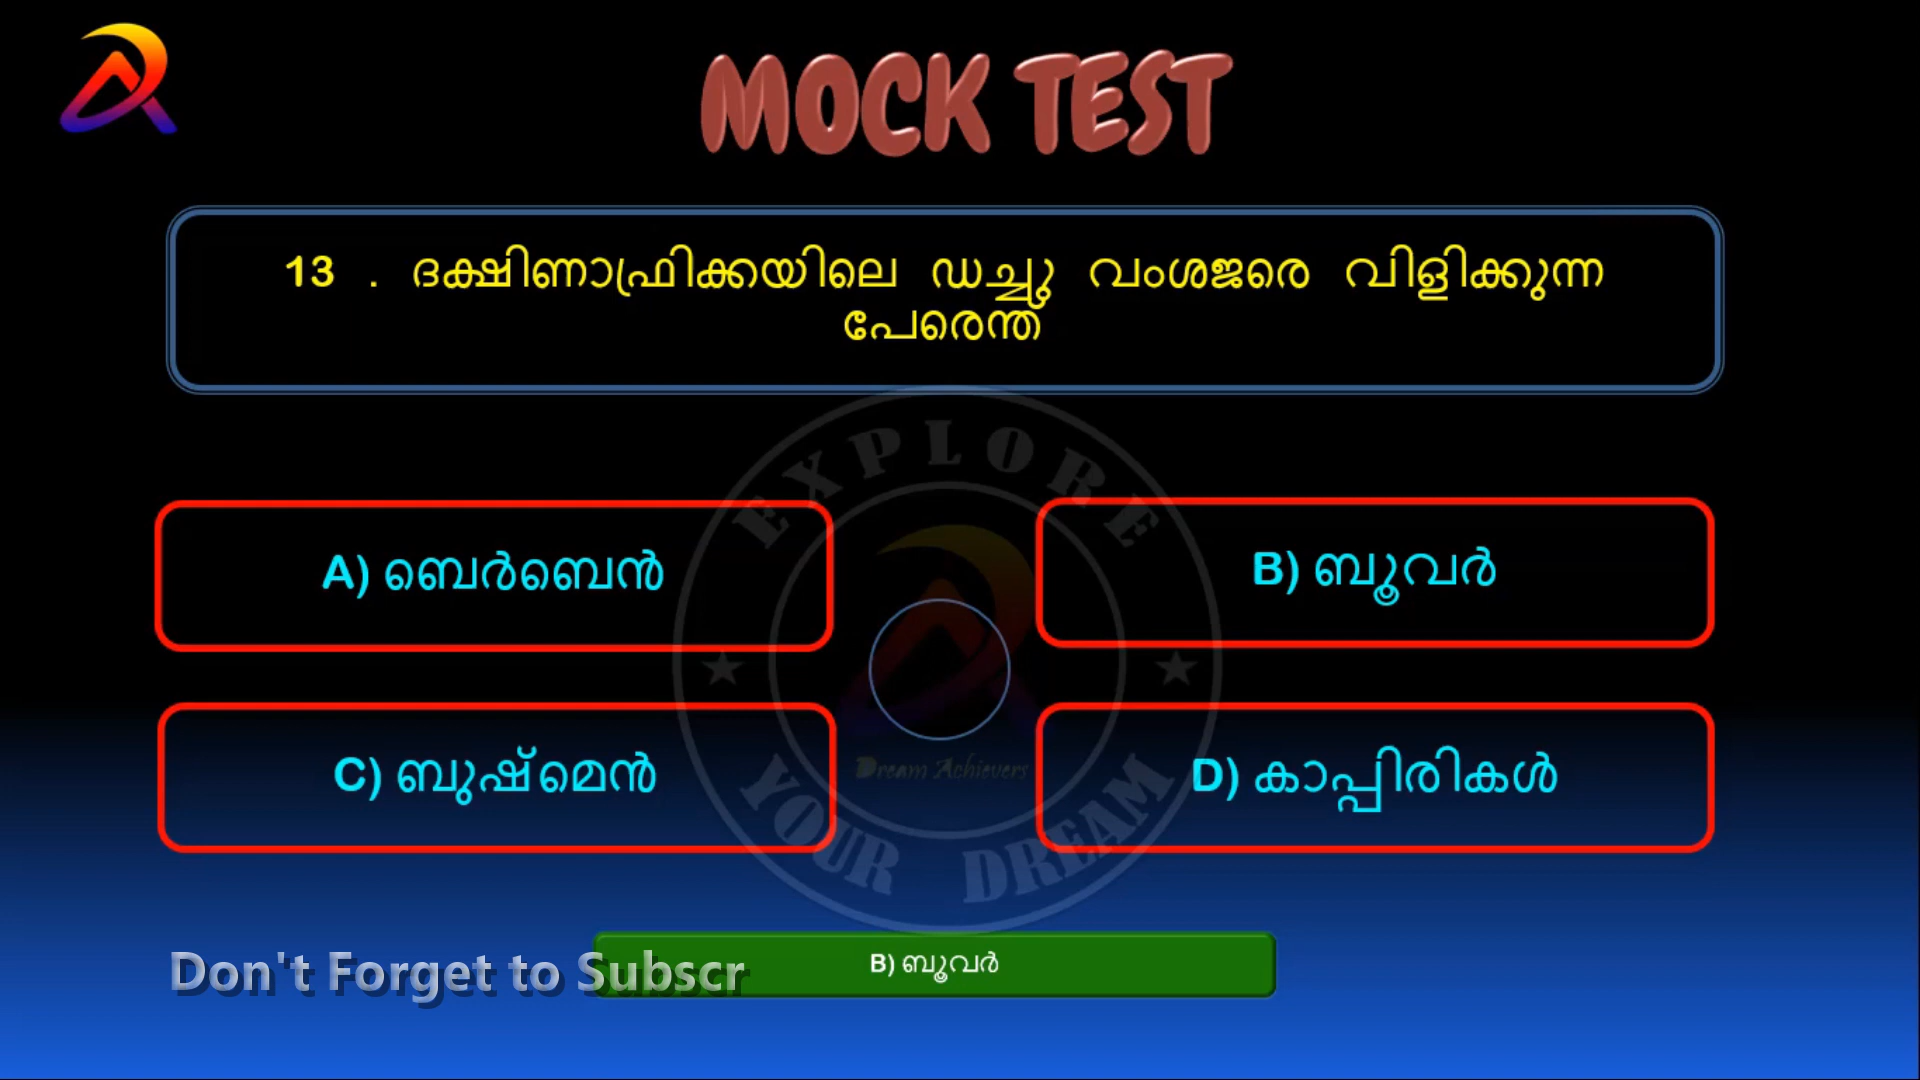 MOCK TEST
13 . ദക്ഷിണാഫ്രിക്കയിലെ ഡച്ചു വംശജരെ വിളിക്കുന്ന
പേരെന്ത്
A) ബെർബെൻ
B) ബൂവർ
C) ബുഷ്മെൻ
D) കാപ്പിരികൾ
EXPLORE
Dream Achievers
YOUR DREAM
Don't Forget to Subscr
B) ബൂവർ